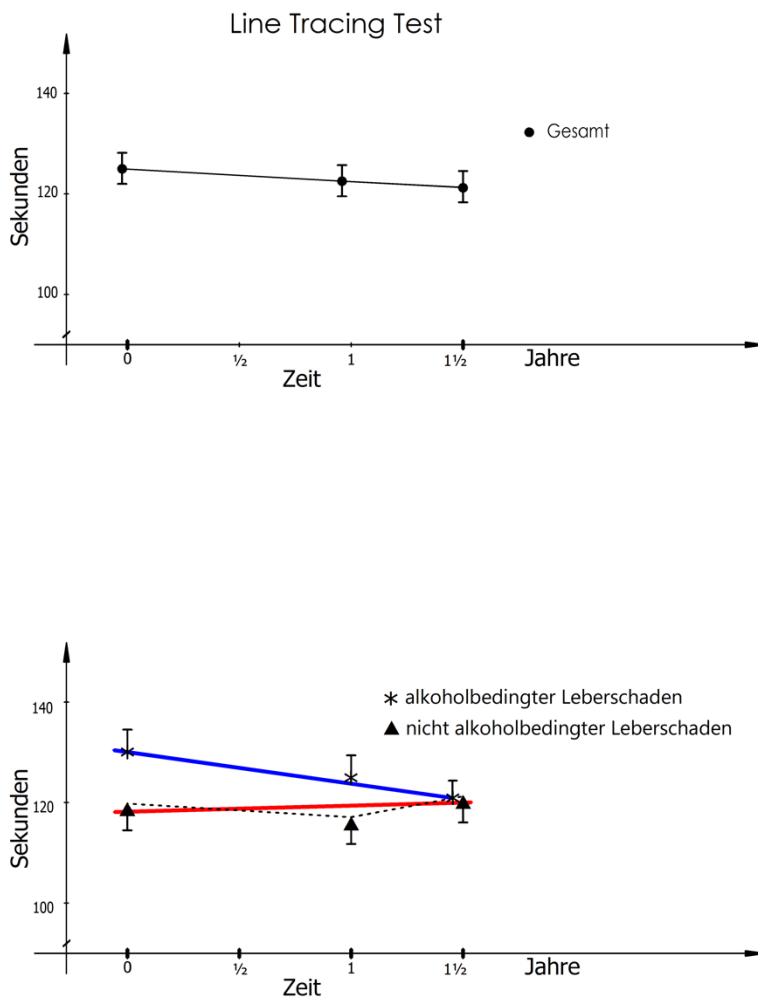 Line Tracing Test
140
Gesamt
120
Sekunden
100
0 ½ 1 1½ Jahre
Zeit
alkoholbedingter Leberschaden
140
nicht alkoholbedingter Leberschaden
120
Sekunden
100
0 ½ 1 1½ Jahre
Zeit